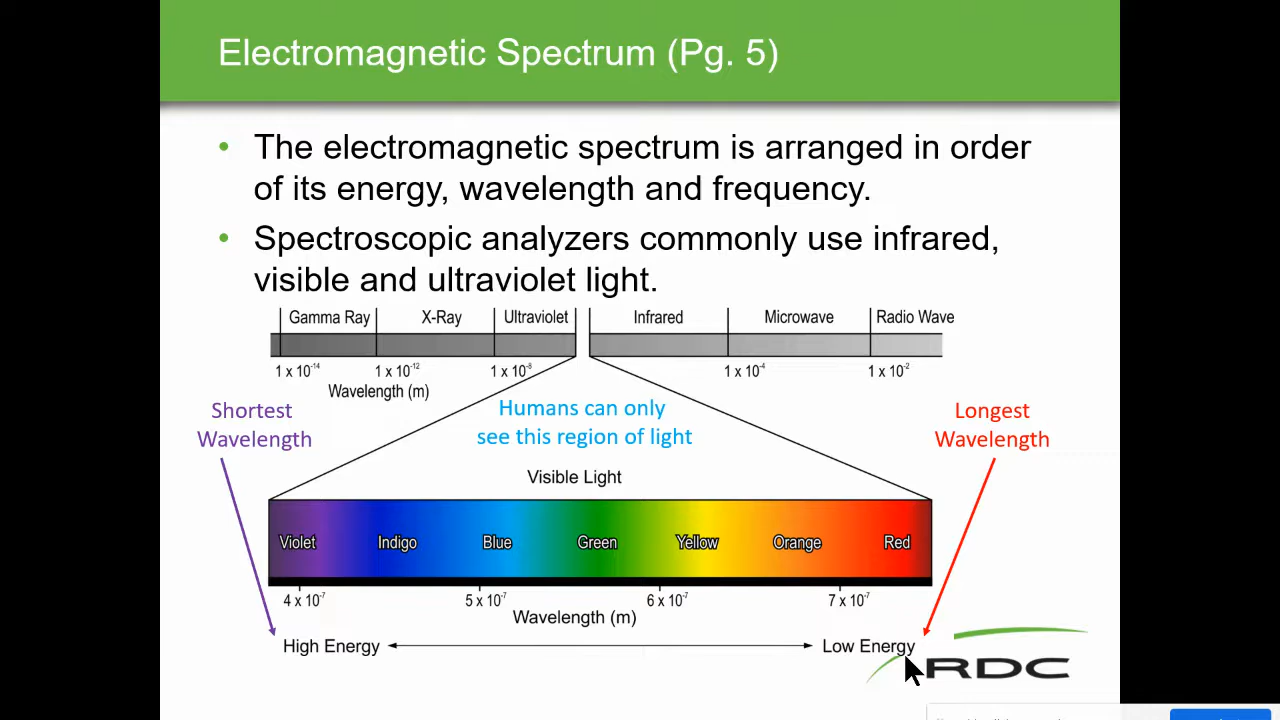 Electromagnetic Spectrum (Pg. 5)
• The electromagnetic spectrum is arranged in order
of its energy, wavelength and frequency.
• Spectroscopic analyzers commonly use infrared,
visible and ultraviolet light.
Gamma Ray X-Ray Ultraviolet Infrared Microwave Radio Wave
1 x 10⁻¹⁴ 1 x 10⁻¹² 1 x 10⁻⁸ 1 x 10⁻⁴ 1 x 10⁻²
Wavelength (m)
Shortest
Wavelength
Humans can only
see this region of light
Longest
Wavelength
Visible Light
Violet Indigo Blue Green Yellow Orange Red
4 x 10⁻⁷ 5 x 10⁻⁷ 6 x 10⁻⁷ 7 x 10⁻⁷
Wavelength (m)
High Energy Low Energy
RDC